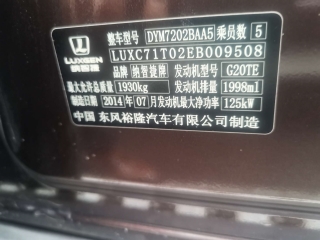 整车型号 DYM7202BAA5 乘员数 5
LUXGEN 纳智捷
LUXC71T02EB009508
品牌 纳智捷牌 发动机型号 G20TE
最大允许总质量 1930kg 发动机排量 1998ml
制造日期 2014年07月 发动机最大净功率 125kW
中国 东风裕隆汽车有限公司制造